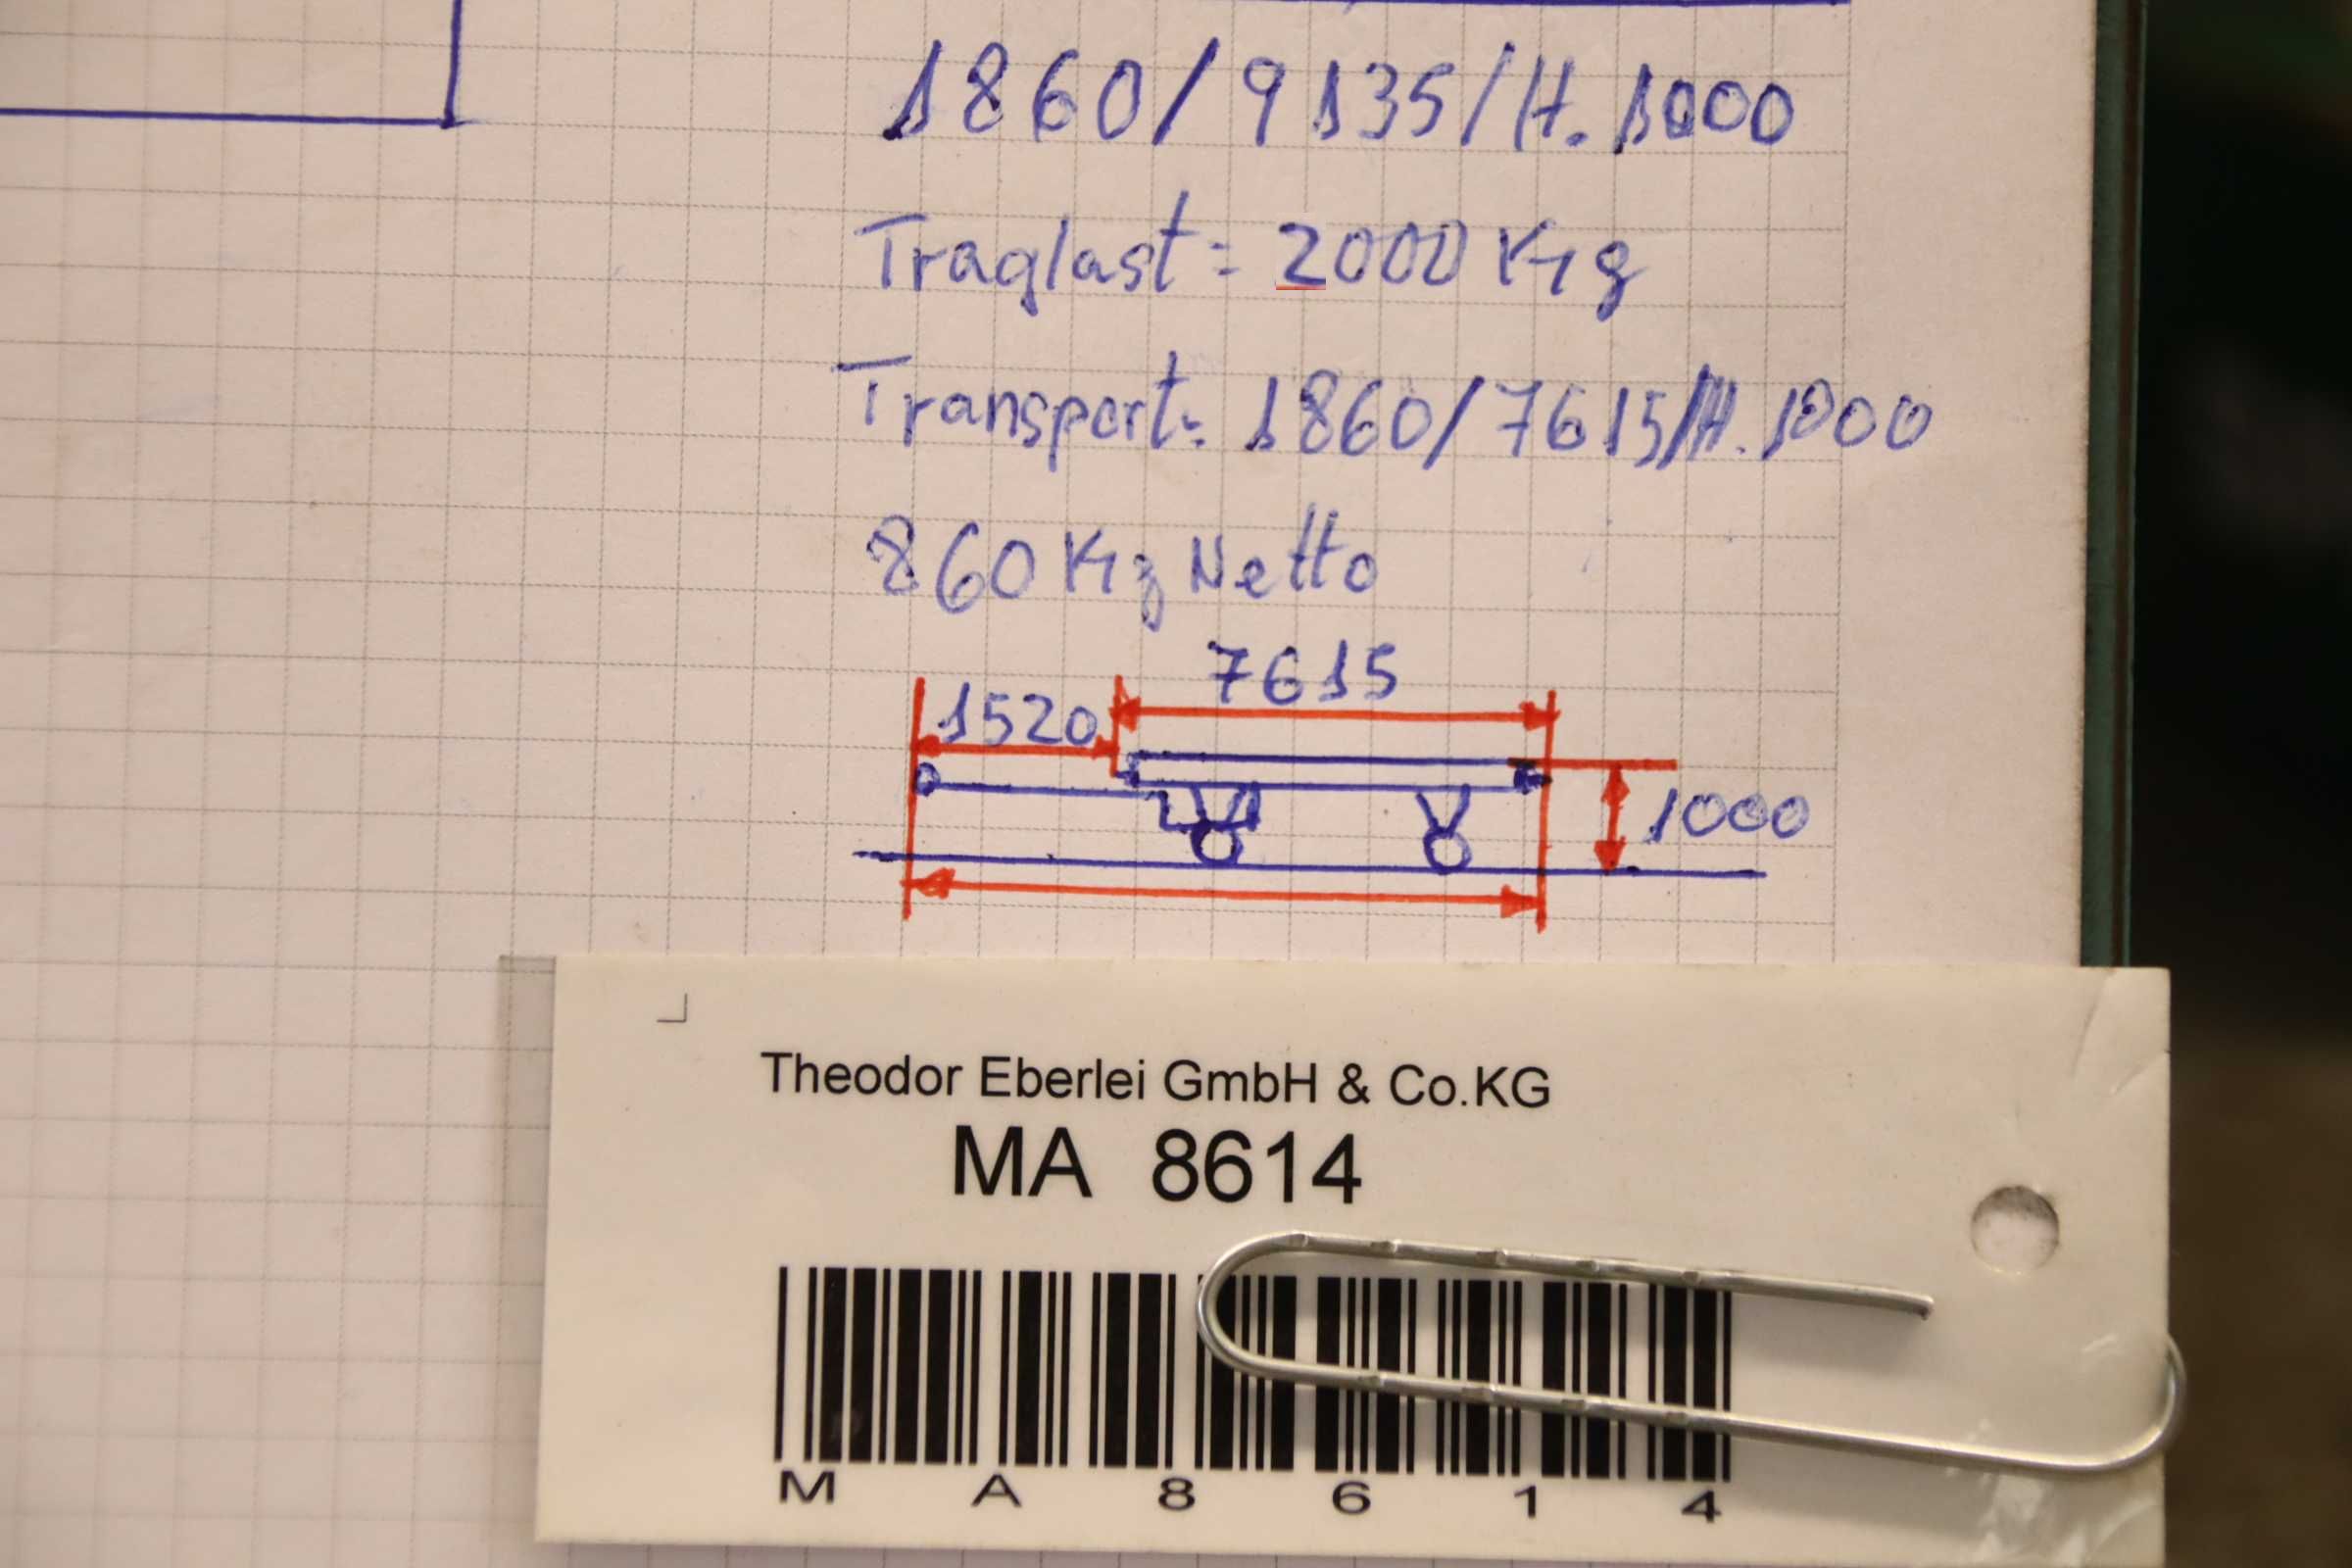 1860/9135/H.1000
Traglast: 2000 Kg
Transport: 1860/7615/H.1000
860 Kg Netto
7615
1520
1000
Theodor Eberlei GmbH & Co.KG
MA 8614
M A 8 6 1 4